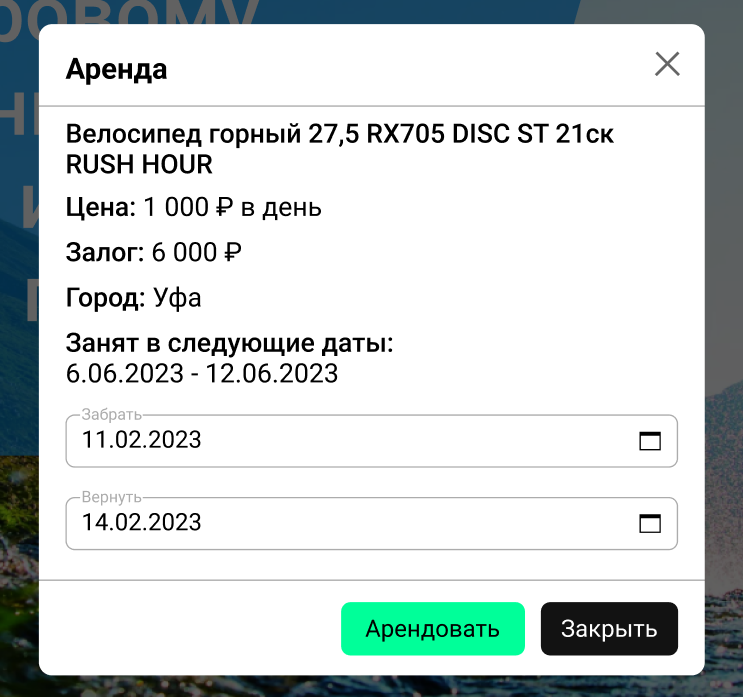 Аренда
Велосипед горный 27,5 RX705 DISC ST 21ск
RUSH HOUR
Цена: 1 000 ₽ в день
Залог: 6 000 ₽
Город: Уфа
Занят в следующие даты:
6.06.2023 - 12.06.2023
Забрать
11.02.2023
Вернуть
14.02.2023
Арендовать
Закрыть